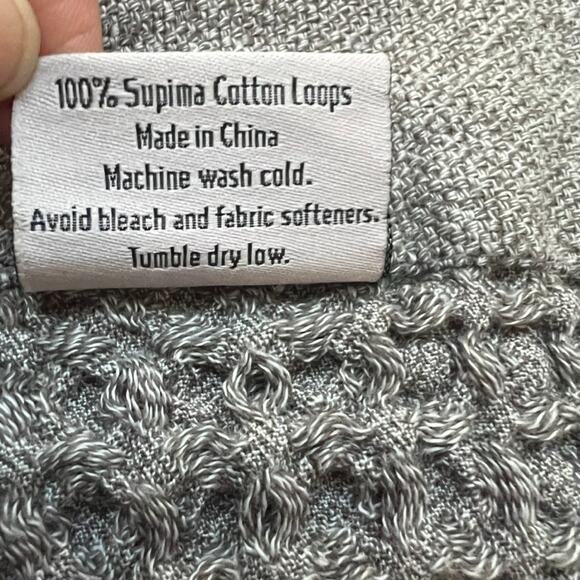 100% Supima Cotton Loops
Made in China
Machine wash cold.
Avoid bleach and fabric softeners.
Tumble dry low.